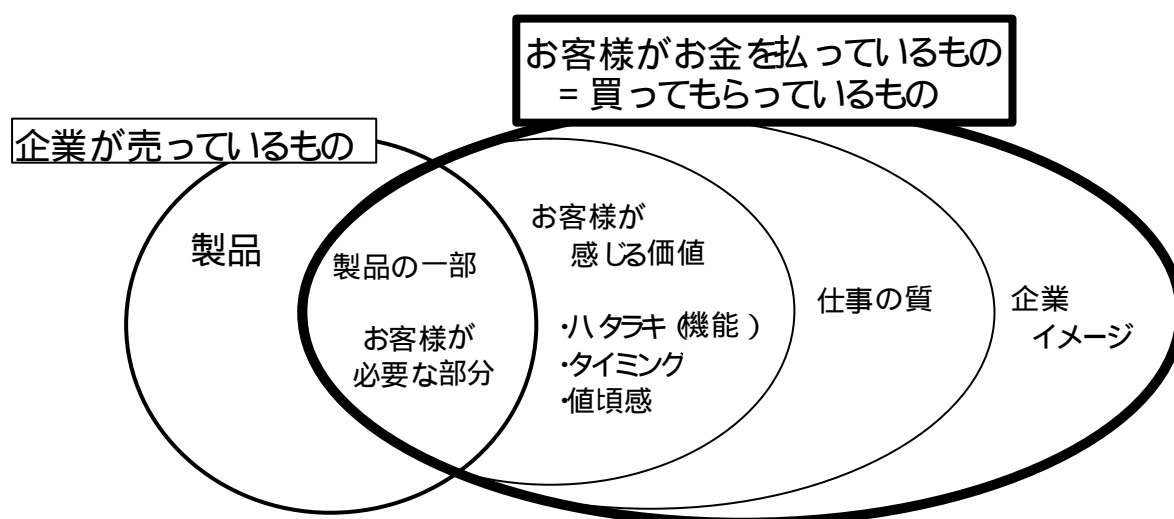 お客様がお金を払っているもの
= 買ってもらっているもの
企業が売っているもの
製品
製品の一部
お客様が
必要な部分
お客様が
感じる価値
・ハタラキ(機能)
・タイミング
・値頃感
仕事の質
企業
イメージ